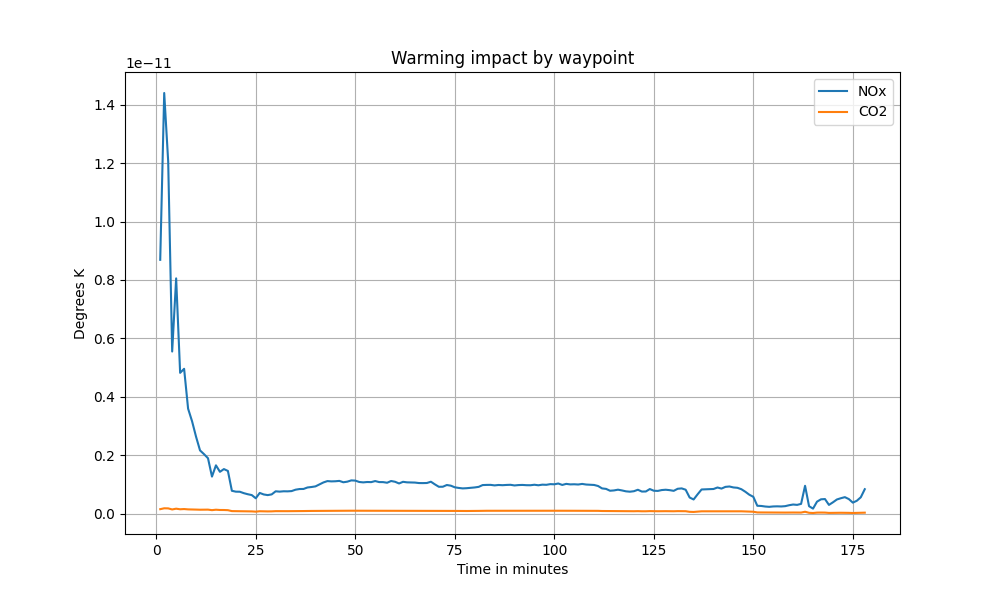 Warming impact by waypoint
1e−11
NOx
CO2
1.4
1.2
1.0
0.8
0.6
0.4
0.2
0.0
Degrees K
0 25 50 75 100 125 150 175
Time in minutes